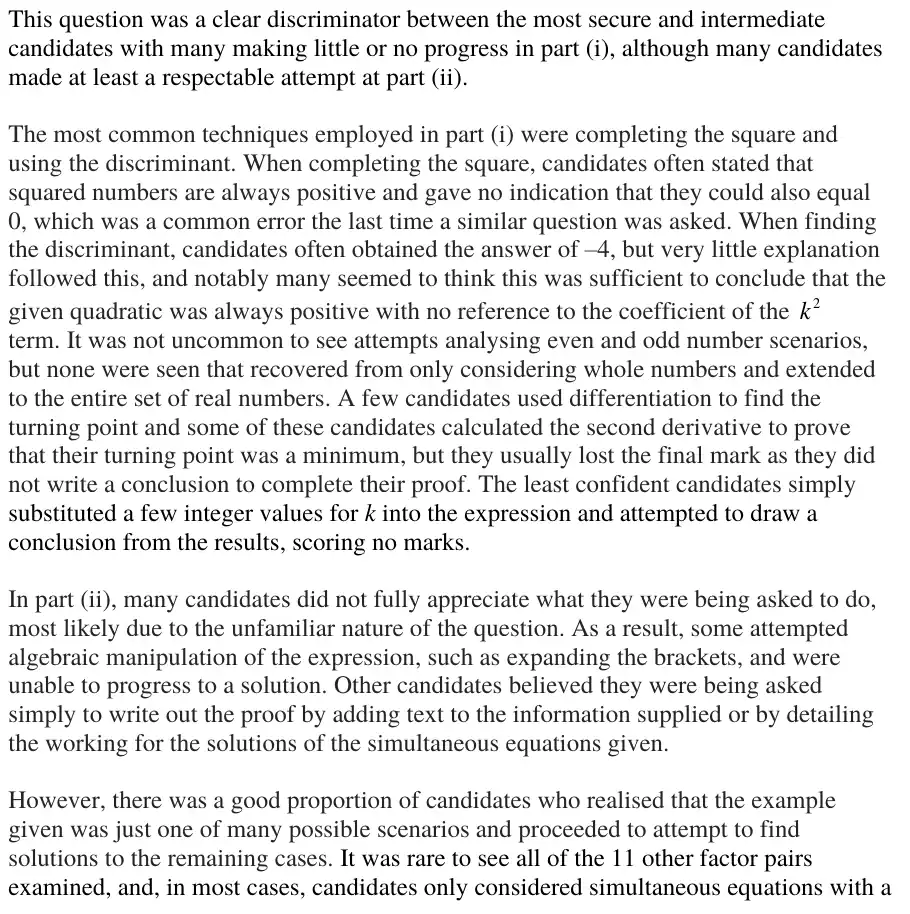 This question was a clear discriminator between the most secure and intermediate
candidates with many making little or no progress in part (i), although many candidates
made at least a respectable attempt at part (ii).
The most common techniques employed in part (i) were completing the square and
using the discriminant. When completing the square, candidates often stated that
squared numbers are always positive and gave no indication that they could also equal
0, which was a common error the last time a similar question was asked. When finding
the discriminant, candidates often obtained the answer of –4, but very little explanation
followed this, and notably many seemed to think this was sufficient to conclude that the
given quadratic was always positive with no reference to the coefficient of the k²
term. It was not uncommon to see attempts analysing even and odd number scenarios,
but none were seen that recovered from only considering whole numbers and extended
to the entire set of real numbers. A few candidates used differentiation to find the
turning point and some of these candidates calculated the second derivative to prove
that their turning point was a minimum, but they usually lost the final mark as they did
not write a conclusion to complete their proof. The least confident candidates simply
substituted a few integer values for k into the expression and attempted to draw a
conclusion from the results, scoring no marks.
In part (ii), many candidates did not fully appreciate what they were being asked to do,
most likely due to the unfamiliar nature of the question. As a result, some attempted
algebraic manipulation of the expression, such as expanding the brackets, and were
unable to progress to a solution. Other candidates believed they were being asked
simply to write out the proof by adding text to the information supplied or by detailing
the working for the solutions of the simultaneous equations given.
However, there was a good proportion of candidates who realised that the example
given was just one of many possible scenarios and proceeded to attempt to find
solutions to the remaining cases. It was rare to see all of the 11 other factor pairs
examined, and, in most cases, candidates only considered simultaneous equations with a